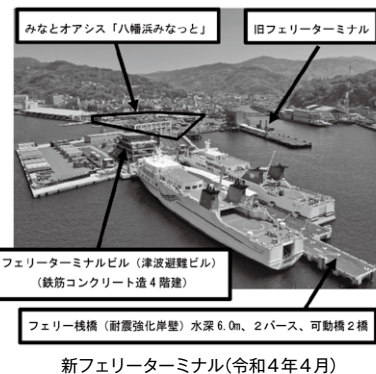 みなとオアシス「八幡浜みなっと」
旧フェリーターミナル
フェリーターミナルビル（津波避難ビル）
（鉄筋コンクリート造4階建）
フェリー桟橋（耐震強化岸壁）水深6.0m、2バース、可動橋2橋
新フェリーターミナル(令和４年４月)